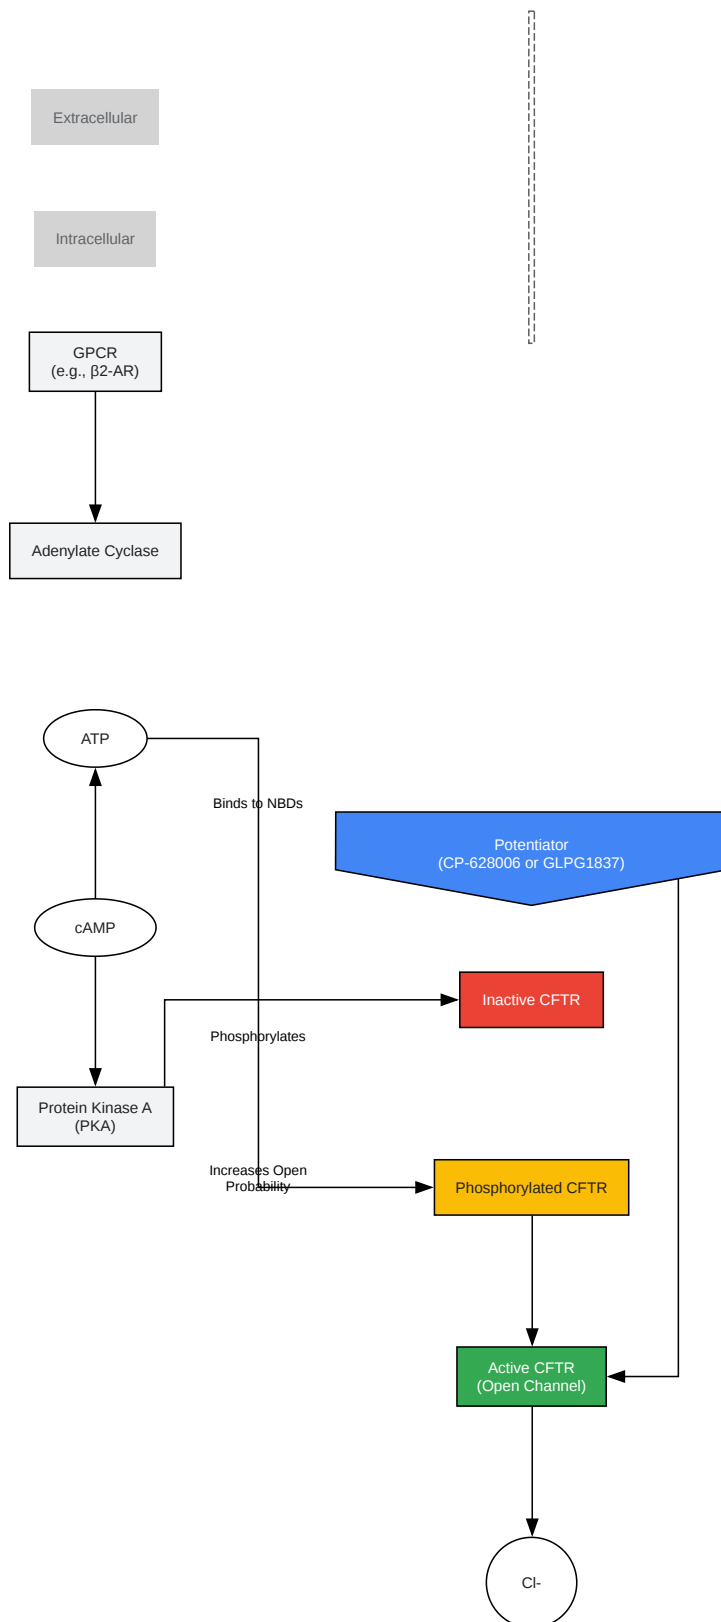 Extracellular
Intracellular
GPCR
(e.g., β2-AR)
Adenylate Cyclase
ATP
Binds to NBDs
Potentiator
(CP-628006 or GLPG1837)
cAMP
Inactive CFTR
Phosphorylates
Protein Kinase A
(PKA)
Increases Open
Probability
Phosphorylated CFTR
Active CFTR
(Open Channel)
Cl-